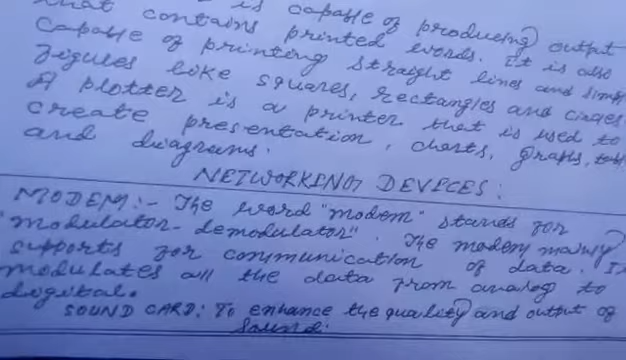 that contains printed words. It is also
is capable of producing output
capable of printing straight lines and simple
figures like squares, rectangles and circles
A plotter is a printer that is used to
create presentation, charts, graphs,
and diagrams.
NETWORKING DEVICES:
MODEM:- The word "modem" stands for
"modulator-demodulator". The modem mainly
supports for communication of data. It
modulates all the data from analog to
digital.
SOUND CARD: To enhance the quality and output of
sound.